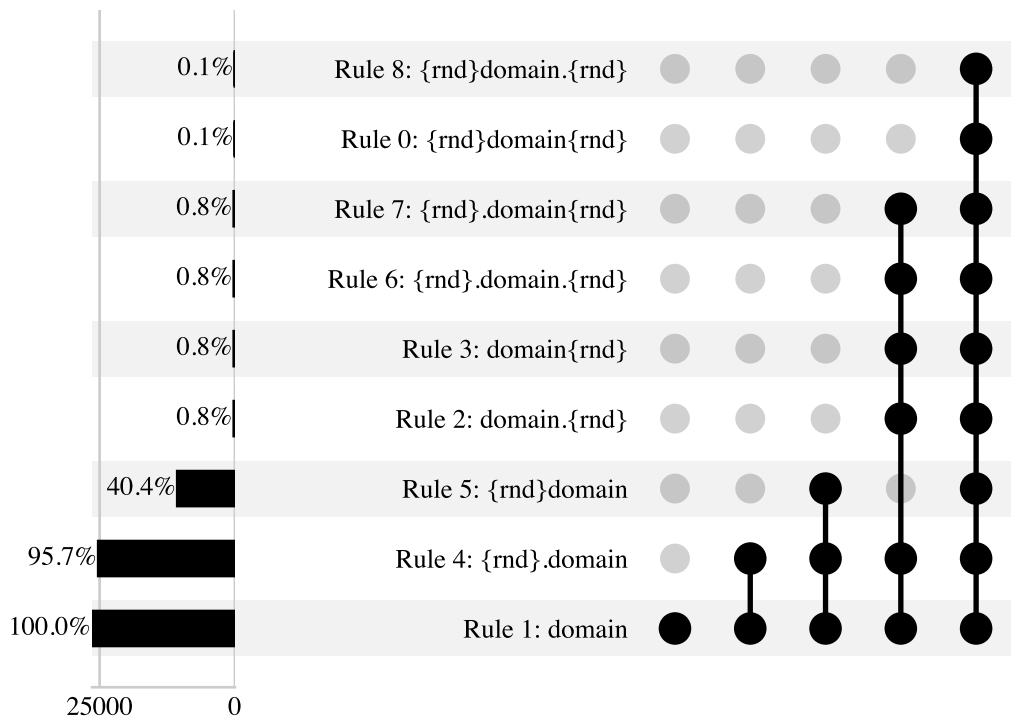 0.1% Rule 8: {rnd}domain.{rnd}
0.1% Rule 0: {rnd}domain{rnd}
0.8% Rule 7: {rnd}.domain{rnd}
0.8% Rule 6: {rnd}.domain.{rnd}
0.8% Rule 3: domain{rnd}
0.8% Rule 2: domain.{rnd}
40.4% Rule 5: {rnd}domain
95.7% Rule 4: {rnd}.domain
100.0% Rule 1: domain
25000 0